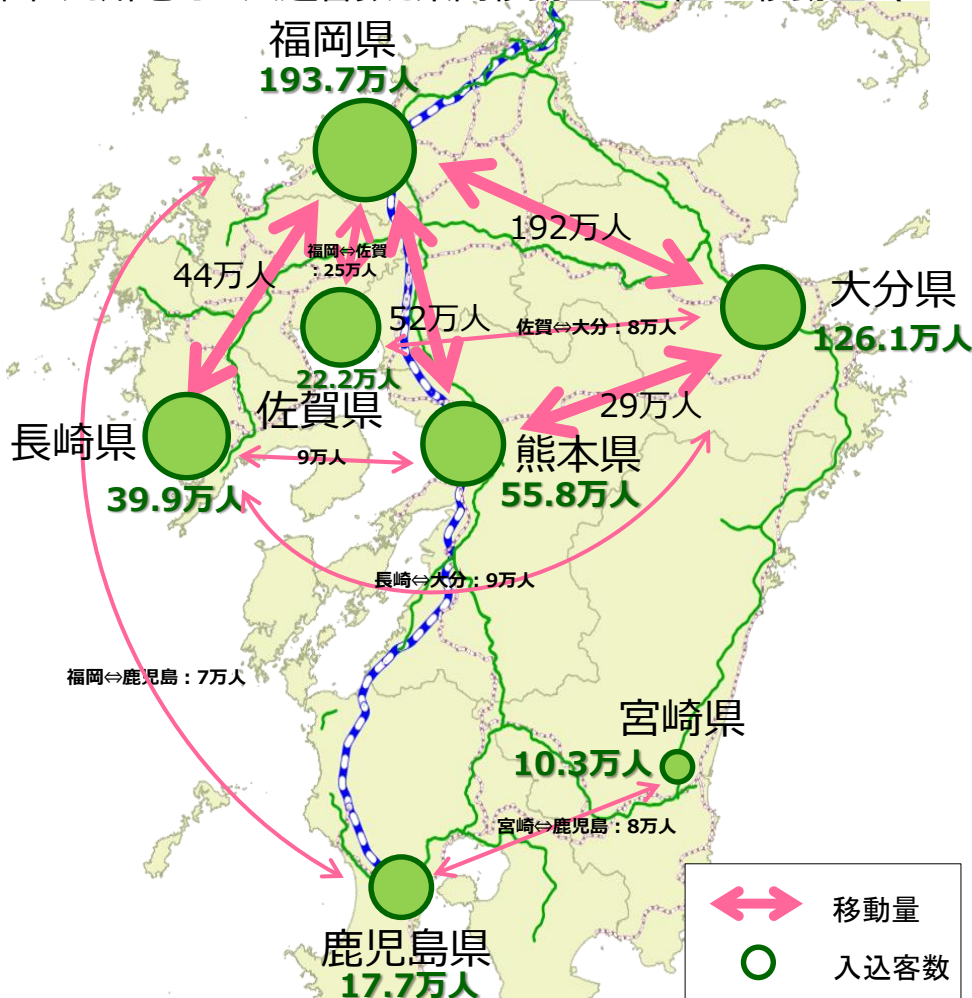 福岡県
193.7万人
192万人
福岡⇔佐賀
:25万人
44万人
大分県
52万人
佐賀⇔大分:8万人
126.1万人
22.2万人
佐賀県
29万人
長崎県
9万人
熊本県
39.9万人
55.8万人
長崎⇔大分:9万人
福岡⇔鹿児島:7万人
宮崎県
10.3万人
宮崎⇔鹿児島:8万人
鹿児島県
17.7万人
移動量
入込客数